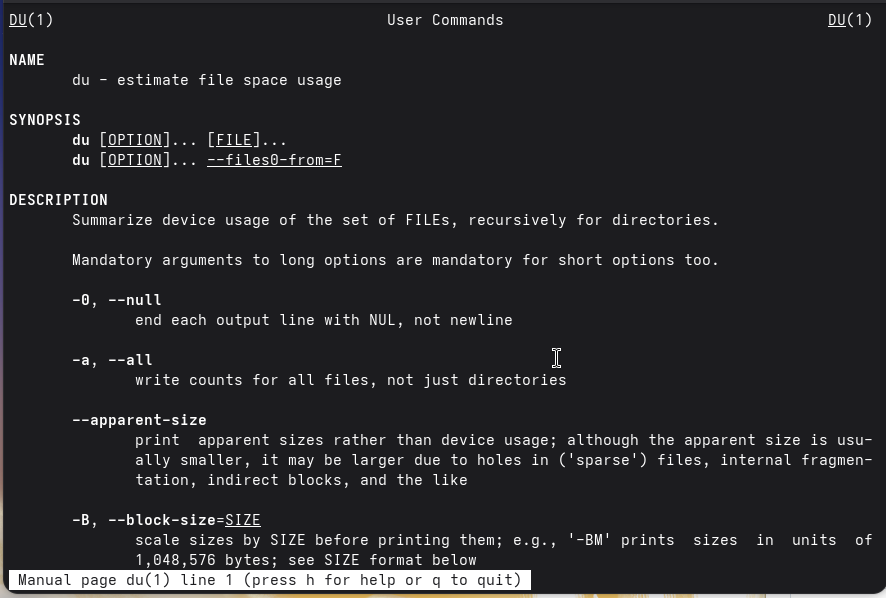 DU(1) User Commands DU(1)
NAME
du - estimate file space usage
SYNOPSIS
du [OPTION]... [FILE]...
du [OPTION]... --files0-from=F
DESCRIPTION
Summarize device usage of the set of FILEs, recursively for directories.
Mandatory arguments to long options are mandatory for short options too.
-0, --null
end each output line with NUL, not newline
-a, --all
write counts for all files, not just directories
--apparent-size
print  apparent sizes rather than device usage; although the apparent size is usu-
ally smaller, it may be larger due to holes in ('sparse') files, internal fragmen-
tation, indirect blocks, and the like
-B, --block-size=SIZE
scale sizes by SIZE before printing them; e.g., '-BM' prints  sizes  in  units  of
1,048,576 bytes; see SIZE format below
Manual page du(1) line 1 (press h for help or q to quit)